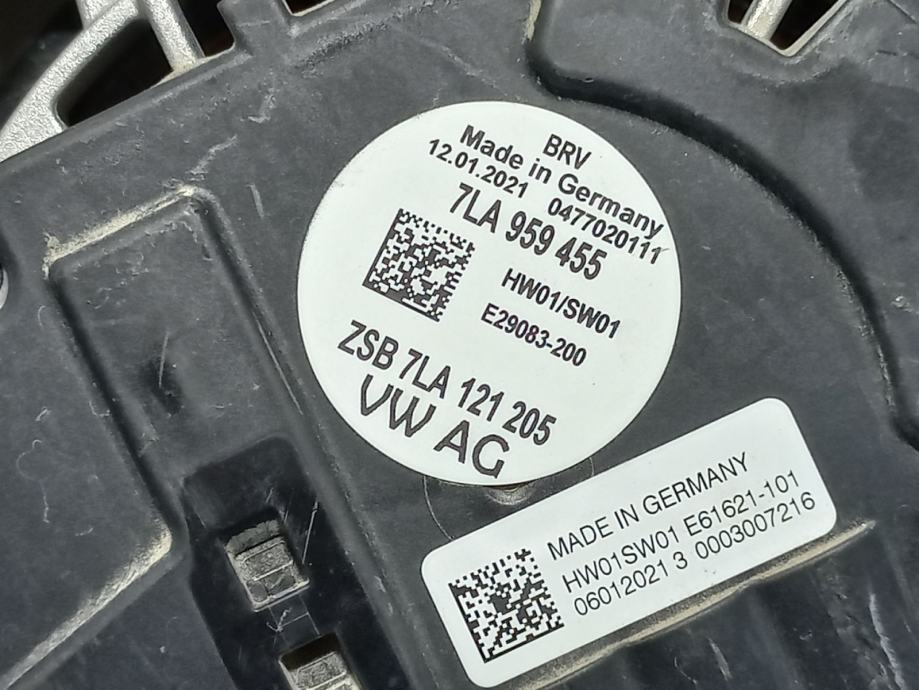 BRV
Made in Germany
12.01.2021 0477020111
7LA 959 455
HW01/SW01
E29083-200
ZSB 7LA 121 205
VW AG
MADE IN GERMANY
HW01SW01 E61621-101
06012021 3 0003007216